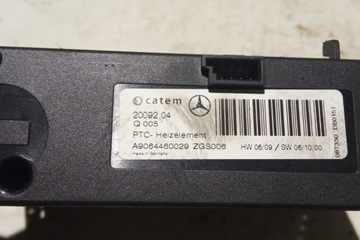 catem
20092.04
Q 005
PTC- Heizelement
A9064460029 ZGS006
HW 06/09 / SW 06/10.00
Made in Germany